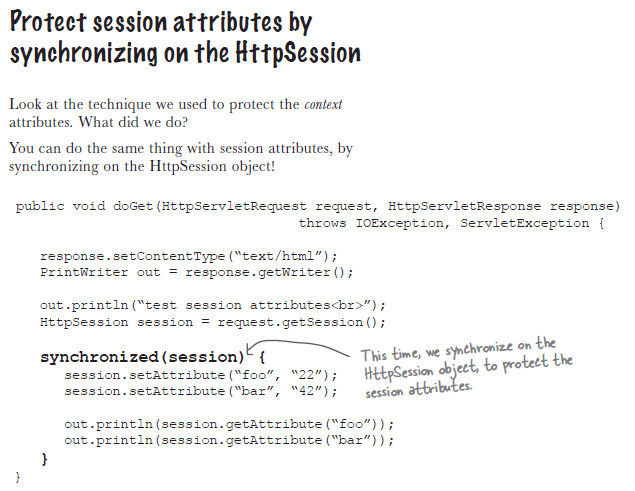 Protect session attributes by
synchronizing on the HttpSession
Look at the technique we used to protect the context
attributes. What did we do?
You can do the same thing with session attributes, by
synchronizing on the HttpSession object!
public void doGet(HttpServletRequest request, HttpServletResponse response)
throws IOException, ServletException {
response.setContentType(“text/html”);
PrintWriter out = response.getWriter();
out.println(“test session attributes<br>”);
HttpSession session = request.getSession();
synchronized(session) {
session.setAttribute(“foo”, “22”);
session.setAttribute(“bar”, “42”);
out.println(session.getAttribute(“foo”));
out.println(session.getAttribute(“bar”));
}
}
This time, we synchronize on the
HttpSession object, to protect the
session attributes.